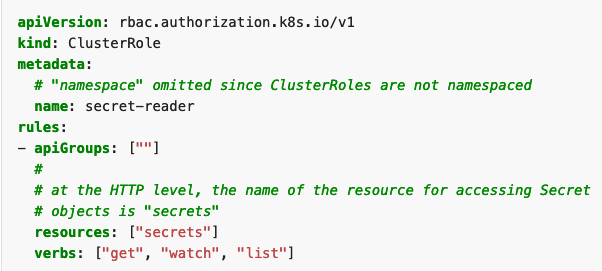 apiVersion: rbac.authorization.k8s.io/v1
kind: ClusterRole
metadata:
  # "namespace" omitted since ClusterRoles are not namespaced
  name: secret-reader
rules:
- apiGroups: [""]
  #
  # at the HTTP level, the name of the resource for accessing Secret
  # objects is "secrets"
  resources: ["secrets"]
  verbs: ["get", "watch", "list"]